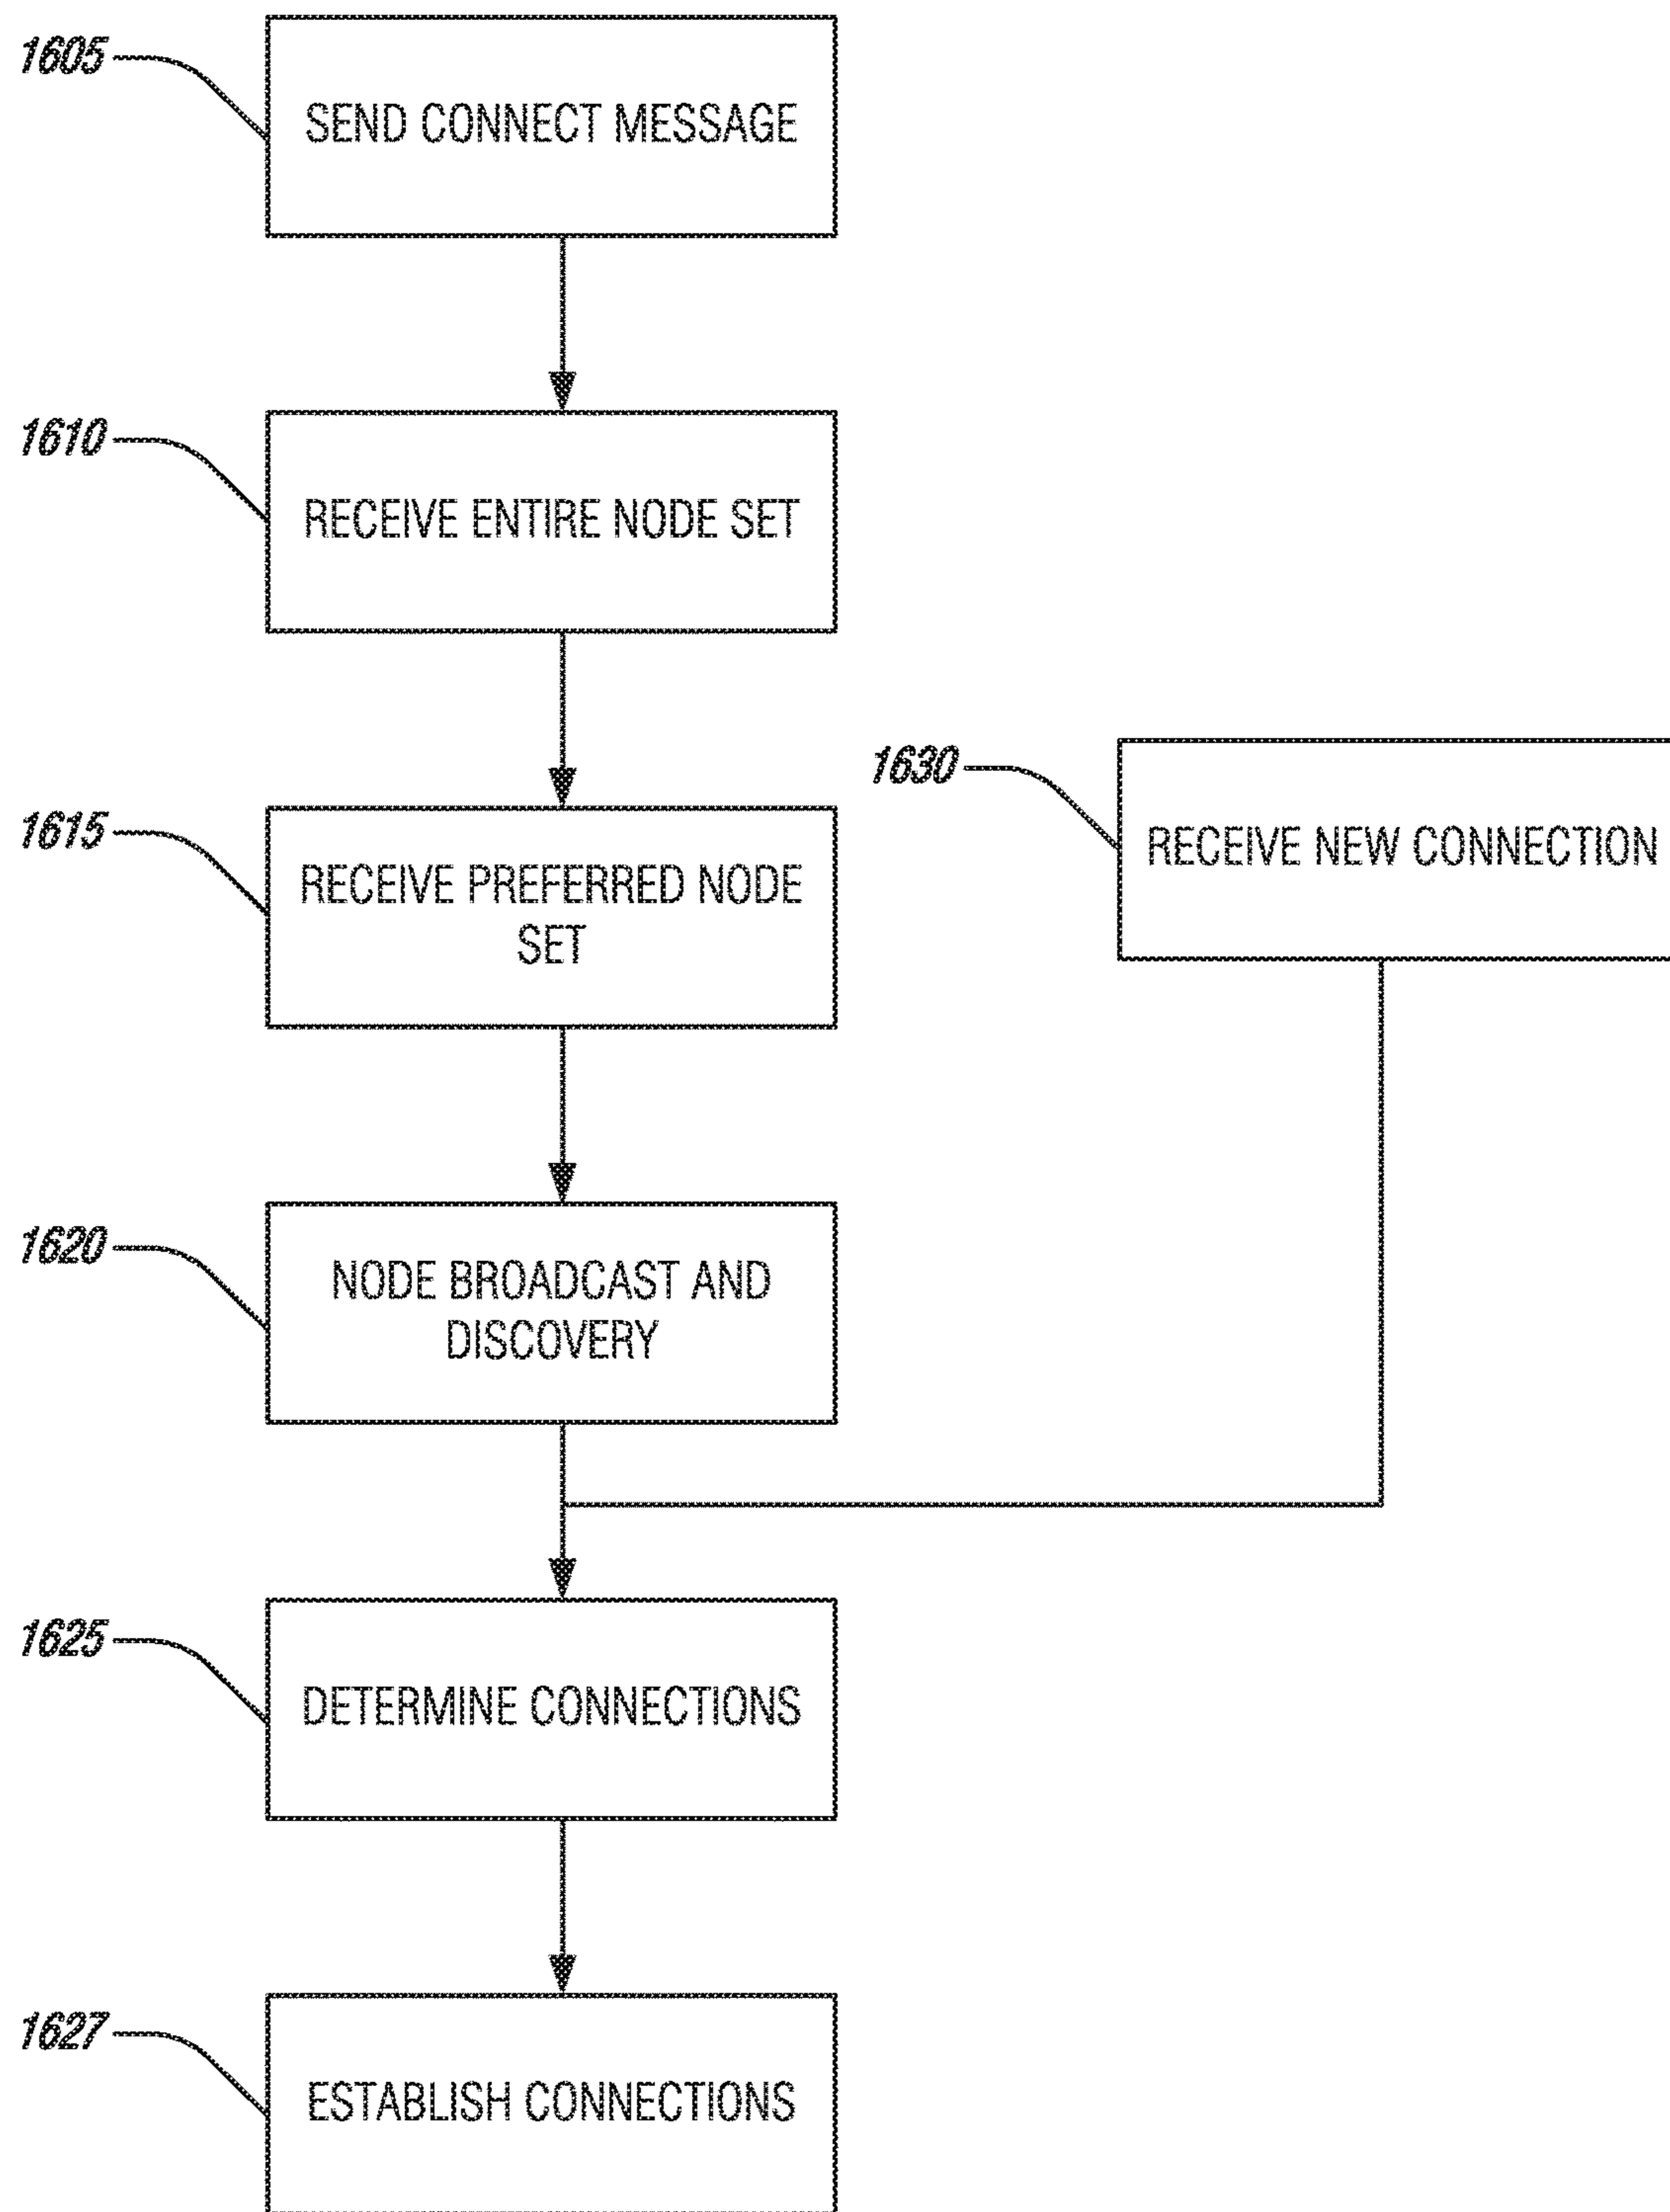 1605
SEND CONNECT MESSAGE
1610
RECEIVE ENTIRE NODE SET
1615
RECEIVE PREFERRED NODE
SET
1630
RECEIVE NEW CONNECTION
1620
NODE BROADCAST AND
DISCOVERY
1625
DETERMINE CONNECTIONS
1627
ESTABLISH CONNECTIONS